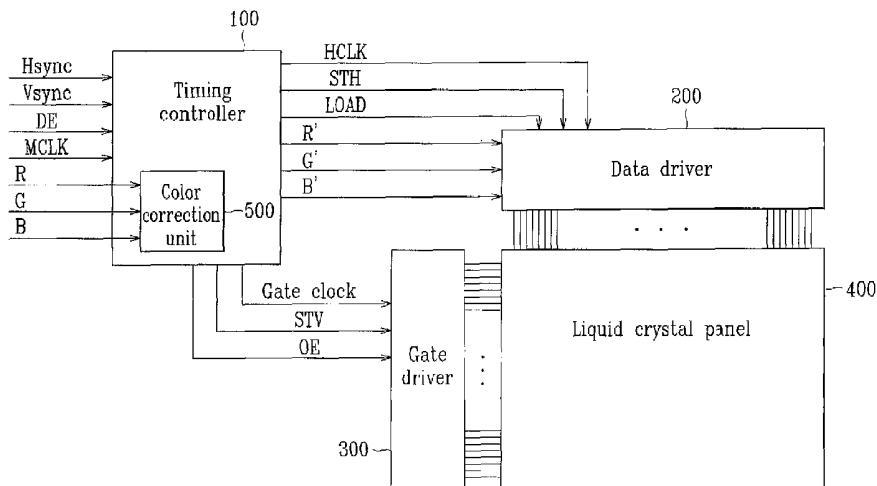 100
Hsync
Vsync
DE
MCLK
R
G
B
Timing
controller
Color
correction
unit
500
HCLK
STH
LOAD
R'
G'
B'
200
Data driver
Gate clock
STV
OE
Gate
driver
300
Liquid crystal panel
400